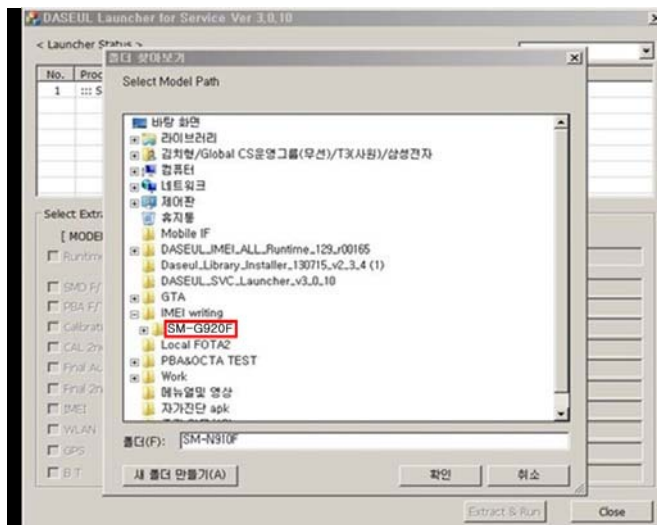 DASEUL Launcher for Service Ver 3,0,10
< Launcher Status >
폴더 찾아보기
No. Proc
1 ::: S
Select Model Path
바탕 화면
라이브러리
김치현/Global CS운영그룹(무선)/T3(사원)/삼성전자
컴퓨터
네트워크
제어판
휴지통
Mobile IF
DASEUL_IMEI_ALL_Runtime_129_r00165
Daseul_Library_Installer_130715_v2_3_4 (1)
DASEUL_SVC_Launcher_v3_0_10
GTA
IMEI writing
SM-G920F
Local FOTA2
PBA&OCTA TEST
Work
메뉴얼및 영상
자가진단 apk
폴더(F): SM-N910F
새 폴더 만들기(A) 확인 취소
Select Extra
[ MODEL
Runtime
SMD F/
PBA F/
Calibrati
CAL 2n
Final Au
Final 2n
IMEI
WLAN
GPS
B T
Extract & Run Close